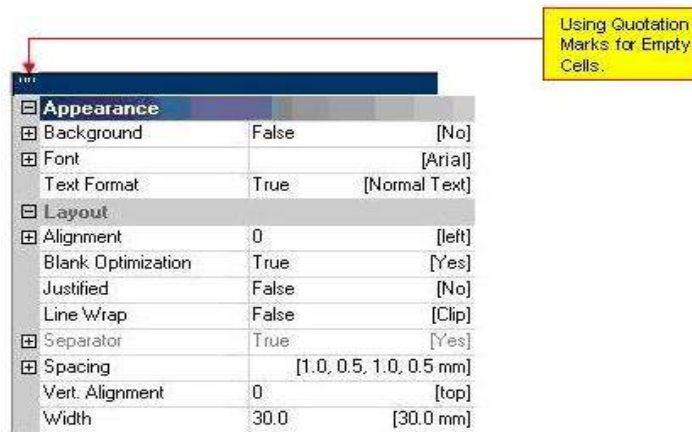 Using Quotation
Marks for Empty
Cells.
""
Appearance
Background False [No]
Font [Arial]
Text Format True [Normal Text]
Layout
Alignment 0 [left]
Blank Optimization True [Yes]
Justified False [No]
Line Wrap False [Clip]
Separator True [Yes]
Spacing [1.0, 0.5, 1.0, 0.5 mm]
Vert. Alignment 0 [top]
Width 30.0 [30.0 mm]